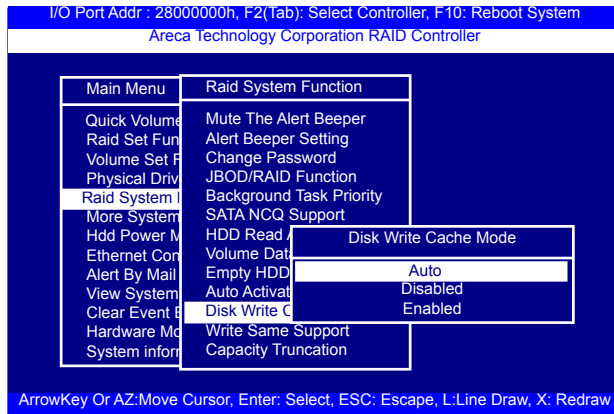 I/O Port Addr : 28000000h, F2(Tab): Select Controller, F10: Reboot System
Areca Technology Corporation RAID Controller
Main Menu
Quick Volume
Raid Set Fun
Volume Set F
Physical Driv
Raid System
More System
Hdd Power M
Ethernet Con
Alert By Mail
View System
Clear Event
Hardware Mo
System infor
Raid System Function
Mute The Alert Beeper
Alert Beeper Setting
Change Password
JBOD/RAID Function
Background Task Priority
SATA NCQ Support
HDD Read A
Volume Dat
Empty HDD
Auto Activat
Disk Write C
Write Same Support
Capacity Truncation
Disk Write Cache Mode
Auto
Disabled
Enabled
ArrowKey Or AZ:Move Cursor, Enter: Select, ESC: Escape, L:Line Draw, X: Redraw